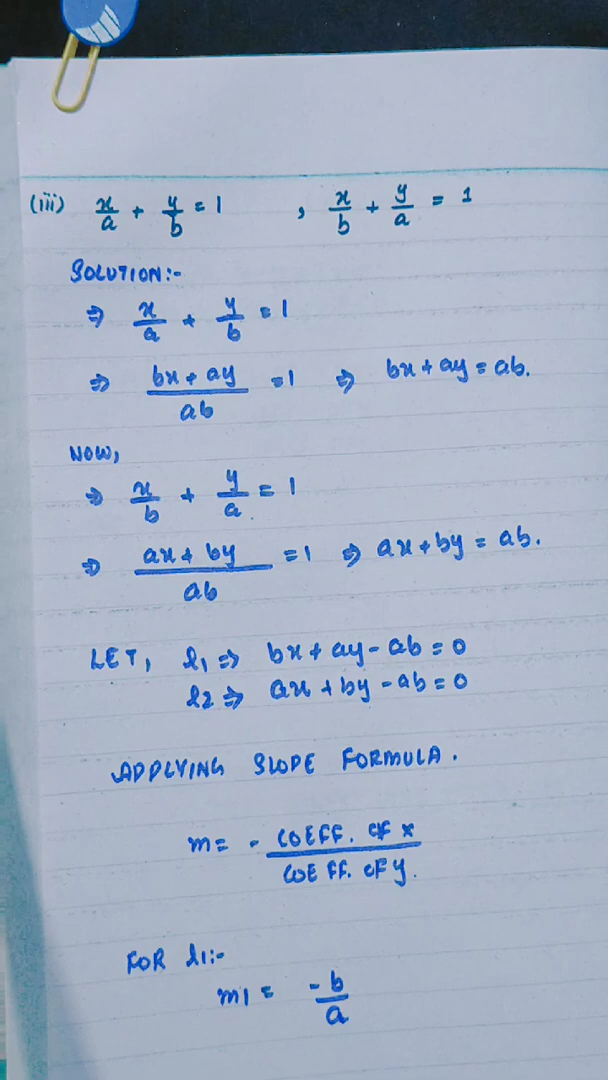 (iii) x/a + y/b = 1 , x/b + y/a = 1
SOLUTION:-
⇒ x/a + y/b = 1
⇒ bx + ay/ab = 1 ⇒ bx + ay = ab.
NOW,
⇒ x/b + y/a = 1
⇒ ax + by/ab = 1 ⇒ ax + by = ab.
LET, l1 ⇒ bx + ay - ab = 0
l2 ⇒ ax + by - ab = 0
APPLYING SLOPE FORMULA.
m = - COEFF. OF X/COEFF. OF Y.
FOR l1:-
m1 = -b/a